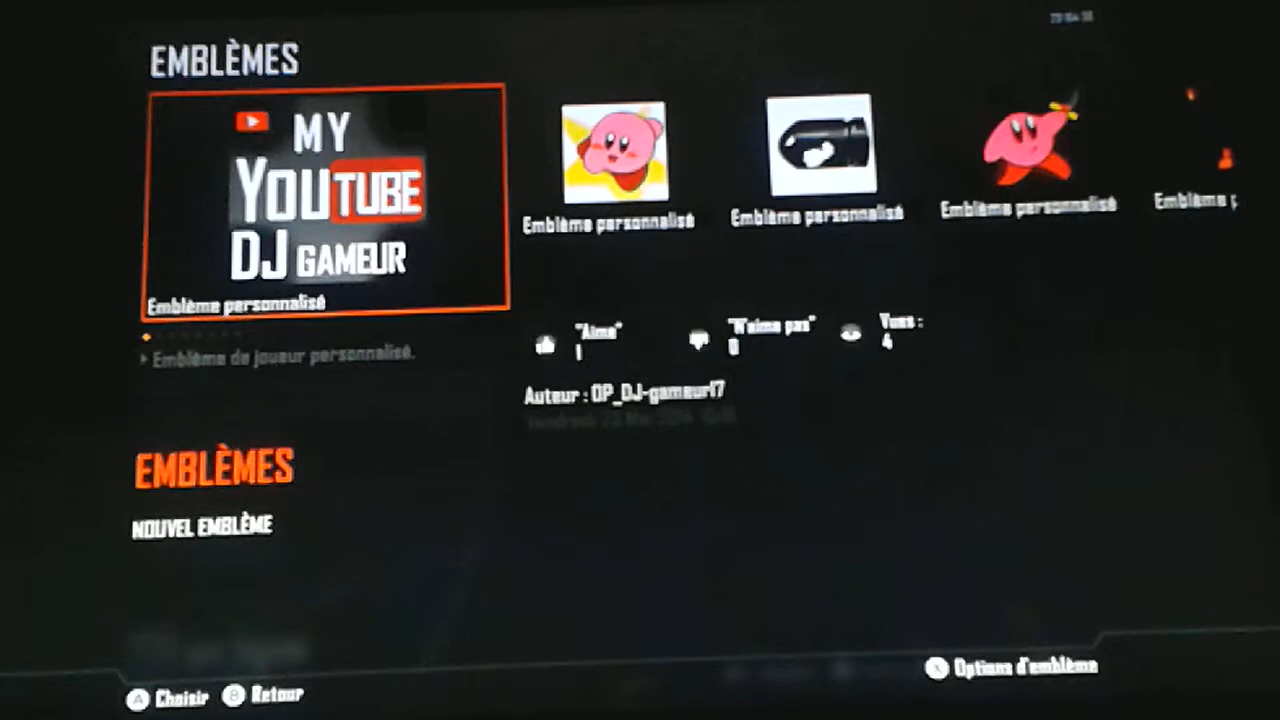 EMBLÈMES
MY
YOUTUBE
DJ GAMEUR
Emblème personnalisé
Emblème personnalisé
Emblème personnalisé
Emblème personnalisé
Emblème p
Emblème de joueur personnalisé.
"Aime"
1
"N'aime pas"
0
Vues :
4
Auteur : OP_DJ-gameur17
EMBLÈMES
NOUVEL EMBLÈME
A Choisir B Retour
Options d'emblème